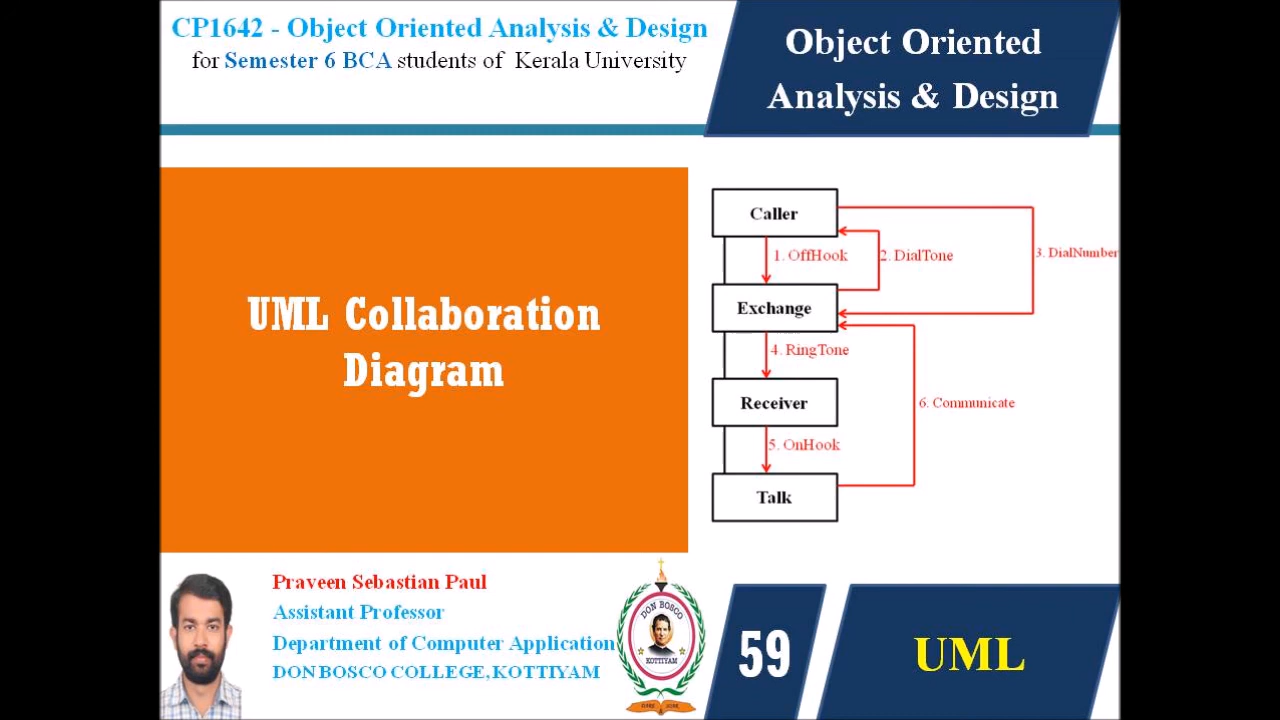 CP1642 - Object Oriented Analysis & Design
for Semester 6 BCA students of Kerala University
Object Oriented
Analysis & Design
UML Collaboration
Diagram
Caller
1. OffHook
2. DialTone
3. DialNumber
Exchange
4. RingTone
Receiver
6. Communicate
5. OnHook
Talk
Praveen Sebastian Paul
Assistant Professor
Department of Computer Application
DON BOSCO COLLEGE, KOTTIYAM
DON BOSCO
KOTTIYAM
59
UML